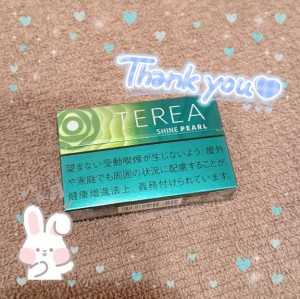 Thank you
TEREA
SHINE PEARL
望まない受動喫煙が生じないよう、屋外
や家庭でも周囲の状況に配慮することが、
健康増進法上、義務付けられています。